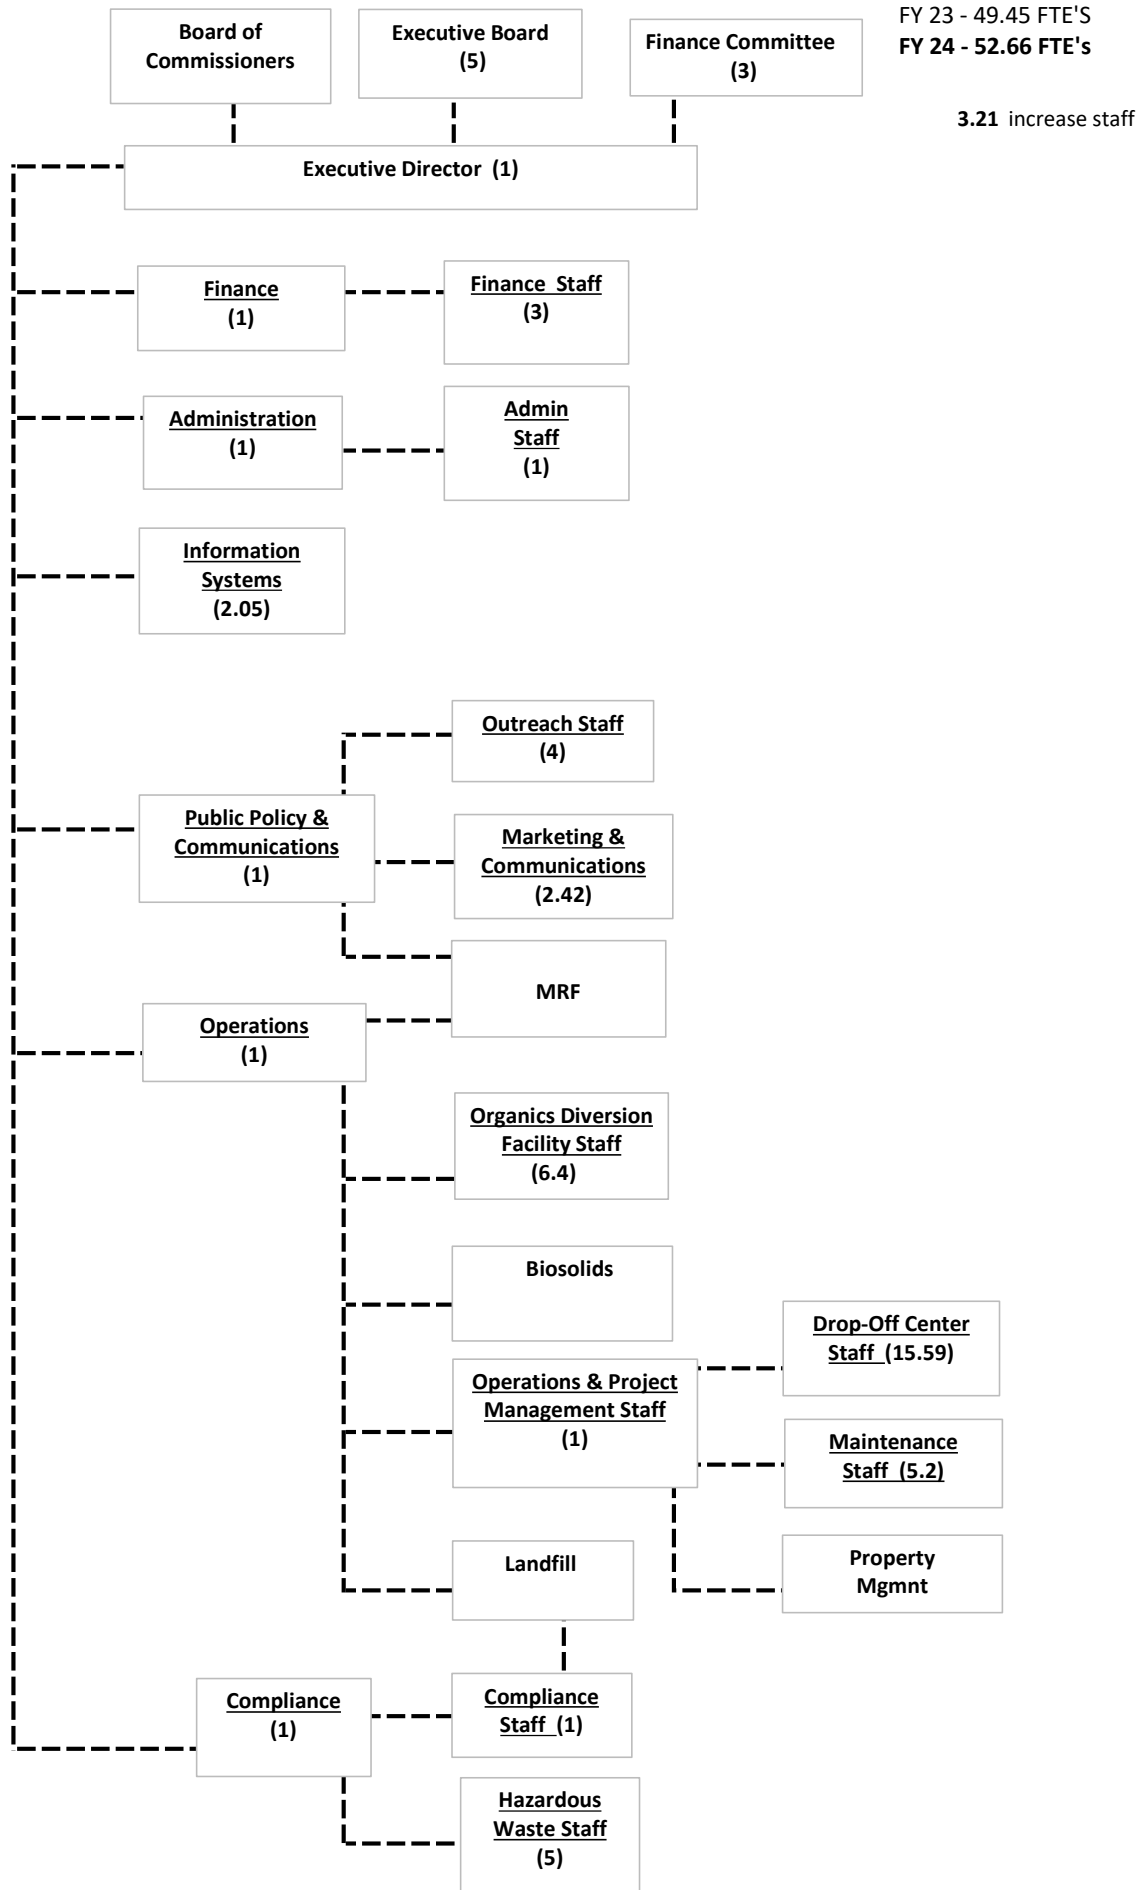 Board of
Commissioners
Executive Board
(5)
Finance Committee
(3)
FY 23 - 49.45 FTE'S
FY 24 - 52.66 FTE's
3.21 increase staff
Executive Director (1)
Finance
(1)
Finance Staff
(3)
Administration
(1)
Admin
Staff
(1)
Information
Systems
(2.05)
Outreach Staff
(4)
Public Policy &
Communications
(1)
Marketing &
Communications
(2.42)
MRF
Operations
(1)
Organics Diversion
Facility Staff
(6.4)
Biosolids
Drop-Off Center
Staff (15.59)
Operations & Project
Management Staff
(1)
Maintenance
Staff (5.2)
Landfill
Property
Mgmnt
Compliance
(1)
Compliance
Staff (1)
Hazardous
Waste Staff
(5)